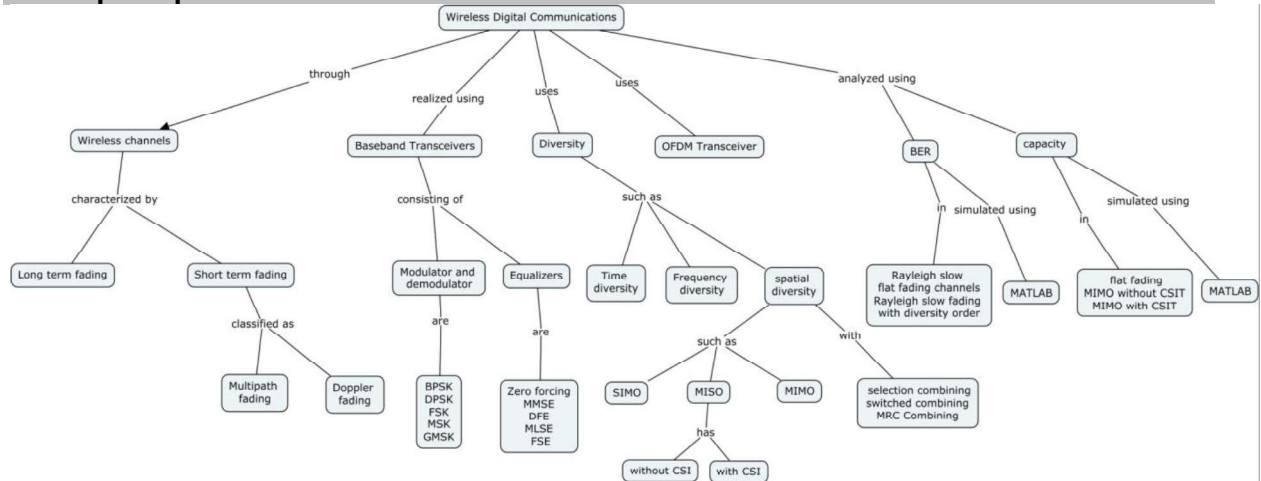 Wireless Digital Communications
through
realized using
uses
uses
analyzed using
Wireless channels
Baseband Transceivers
Diversity
OFDM Transceiver
BER
capacity
characterized by
consisting of
such as
in
simulated using
in
simulated using
Long term fading
Short term fading
Modulator and
demodulator
Equalizers
Time
diversity
Frequency
diversity
spatial
diversity
Rayleigh slow
flat fading channels
Rayleigh slow fading
with diversity order
MATLAB
flat fading
MIMO without CSIT
MIMO with CSIT
MATLAB
classified as
are
are
such as
with
Multipath
fading
Doppler
fading
BPSK
DPSK
FSK
MSK
GMSK
Zero forcing
MMSE
DFE
MLSE
FSE
SIMO
MISO
MIMO
selection combining
switched combining
MRC Combining
has
without CSI
with CSI